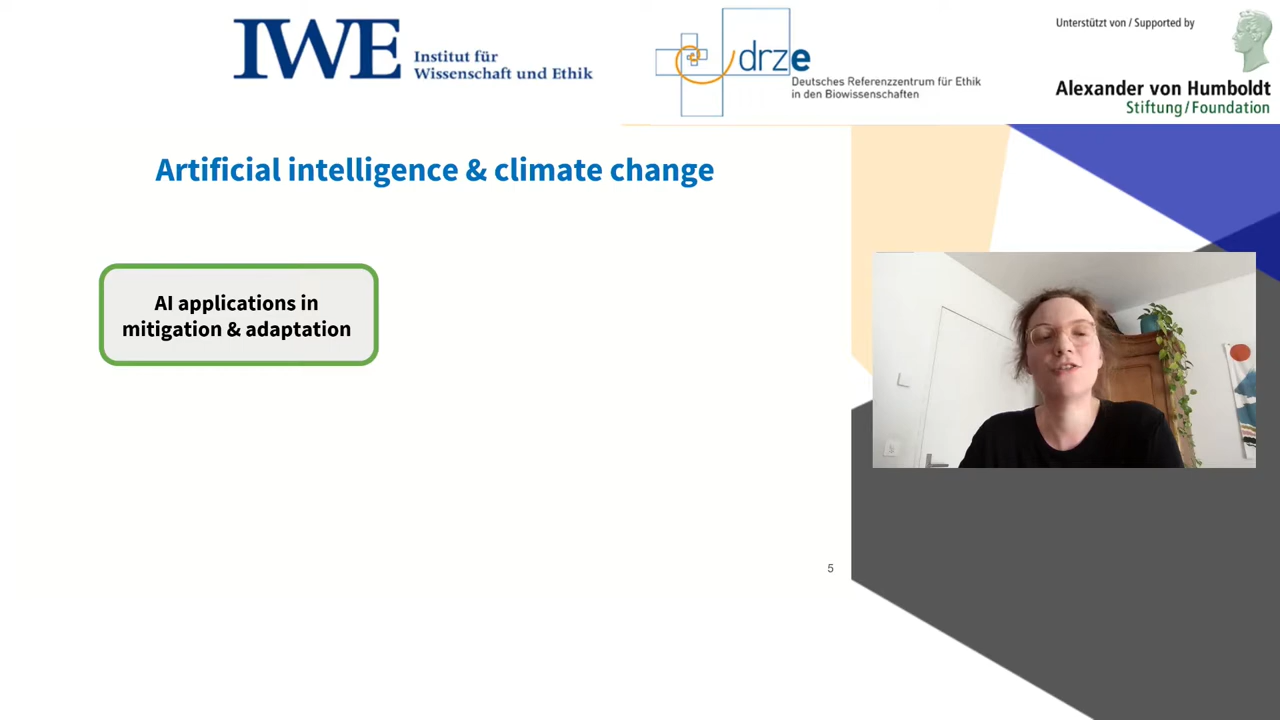 IWE Institut für
Wissenschaft und Ethik
drze
Deutsches Referenzzentrum für Ethik
in den Biowissenschaften
Unterstützt von / Supported by
Alexander von Humboldt
Stiftung/Foundation
Artificial intelligence & climate change
AI applications in
mitigation & adaptation
5